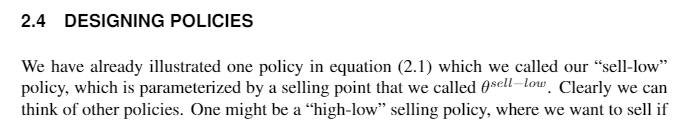 2.4 DESIGNING POLICIES
We have already illustrated one policy in equation (2.1) which we called our “sell-low”
policy, which is parameterized by a selling point that we called θ^{sell−low}. Clearly we can
think of other policies. One might be a “high-low” selling policy, where we want to sell if